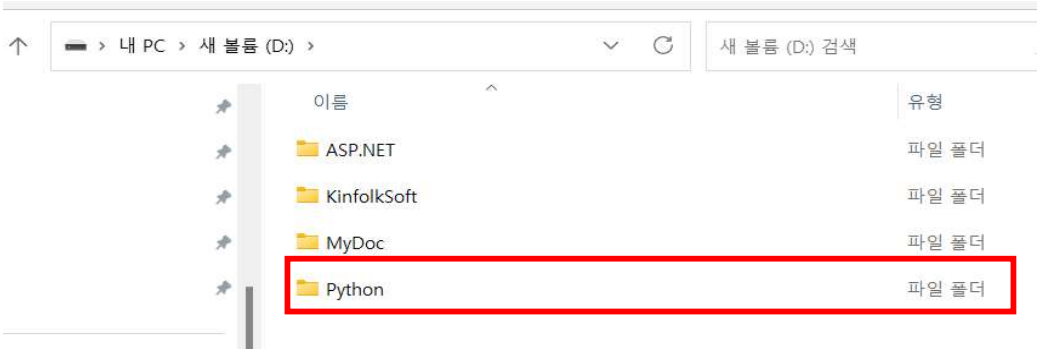 내 PC > 새 볼륨 (D:) >
새 볼륨 (D:) 검색
이름 유형
ASP.NET 파일 폴더
KinfolkSoft 파일 폴더
MyDoc 파일 폴더
Python 파일 폴더